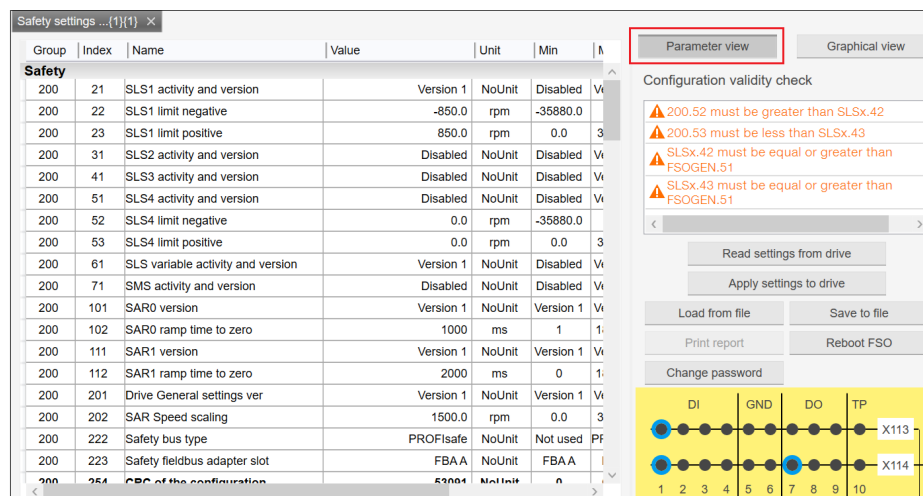 Safety settings ...{1}{1} ×
Group Index Name Value Unit Min
Safety
200 21 SLS1 activity and version Version 1 NoUnit Disabled
200 22 SLS1 limit negative -850.0 rpm -35880.0
200 23 SLS1 limit positive 850.0 rpm 0.0 3
200 31 SLS2 activity and version Disabled NoUnit Disabled
200 41 SLS3 activity and version Disabled NoUnit Disabled
200 51 SLS4 activity and version Disabled NoUnit Disabled
200 52 SLS4 limit negative 0.0 rpm -35880.0
200 53 SLS4 limit positive 0.0 rpm 0.0 3
200 61 SLS variable activity and version Version 1 NoUnit Disabled
200 71 SMS activity and version Disabled NoUnit Disabled
200 101 SAR0 version Version 1 NoUnit Version 1
200 102 SAR0 ramp time to zero 1000 ms 1
200 111 SAR1 version Version 1 NoUnit Version 1
200 112 SAR1 ramp time to zero 2000 ms 0
200 201 Drive General settings ver Version 1 NoUnit Version 1
200 202 SAR Speed scaling 1500.0 rpm 0.0 3
200 222 Safety bus type PROFIsafe NoUnit Not used
200 223 Safety fieldbus adapter slot FBA A NoUnit FBA A
200 254 CRC of the configuration 53091 NoUnit 0
Parameter view Graphical view
Configuration validity check
200.52 must be greater than SLSx.42
200.53 must be less than SLSx.43
SLSx.42 must be equal or greater than
FSOGEN.51
SLSx.43 must be equal or greater than
FSOGEN.51
Read settings from drive
Apply settings to drive
Load from file Save to file
Print report Reboot FSO
Change password
DI GND DO TP
X113
X114
1 2 3 4 5 6 7 8 9 10